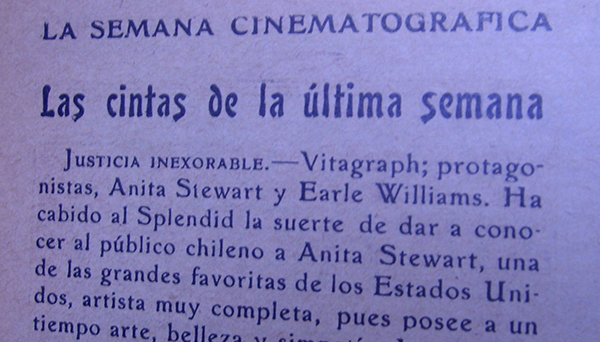 LA SEMANA CINEMATOGRAFICA
Las cintas de la última semana
JUSTICIA INEXORABLE.—Vitagraph; protago-
nistas, Anita Stewart y Earle Williams. Ha
cabido al Splendid la suerte de dar a cono-
cer al público chileno a Anita Stewart, una
de las grandes favoritas de los Estados Uni-
dos, artista muy completa, pues posee a un
tiempo arte, belleza y